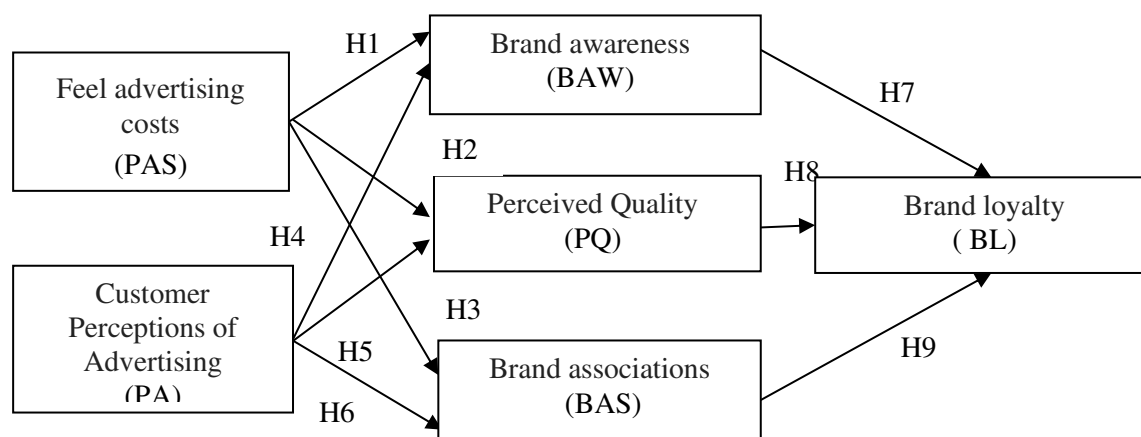 H1
Brand awareness
(BAW)
Feel advertising
costs
(PAS)
H7
H2
H8
Perceived Quality
(PQ)
Brand loyalty
( BL)
H4
Customer
Perceptions of
Advertising
(PA)
H3
H5
Brand associations
(BAS)
H9
H6